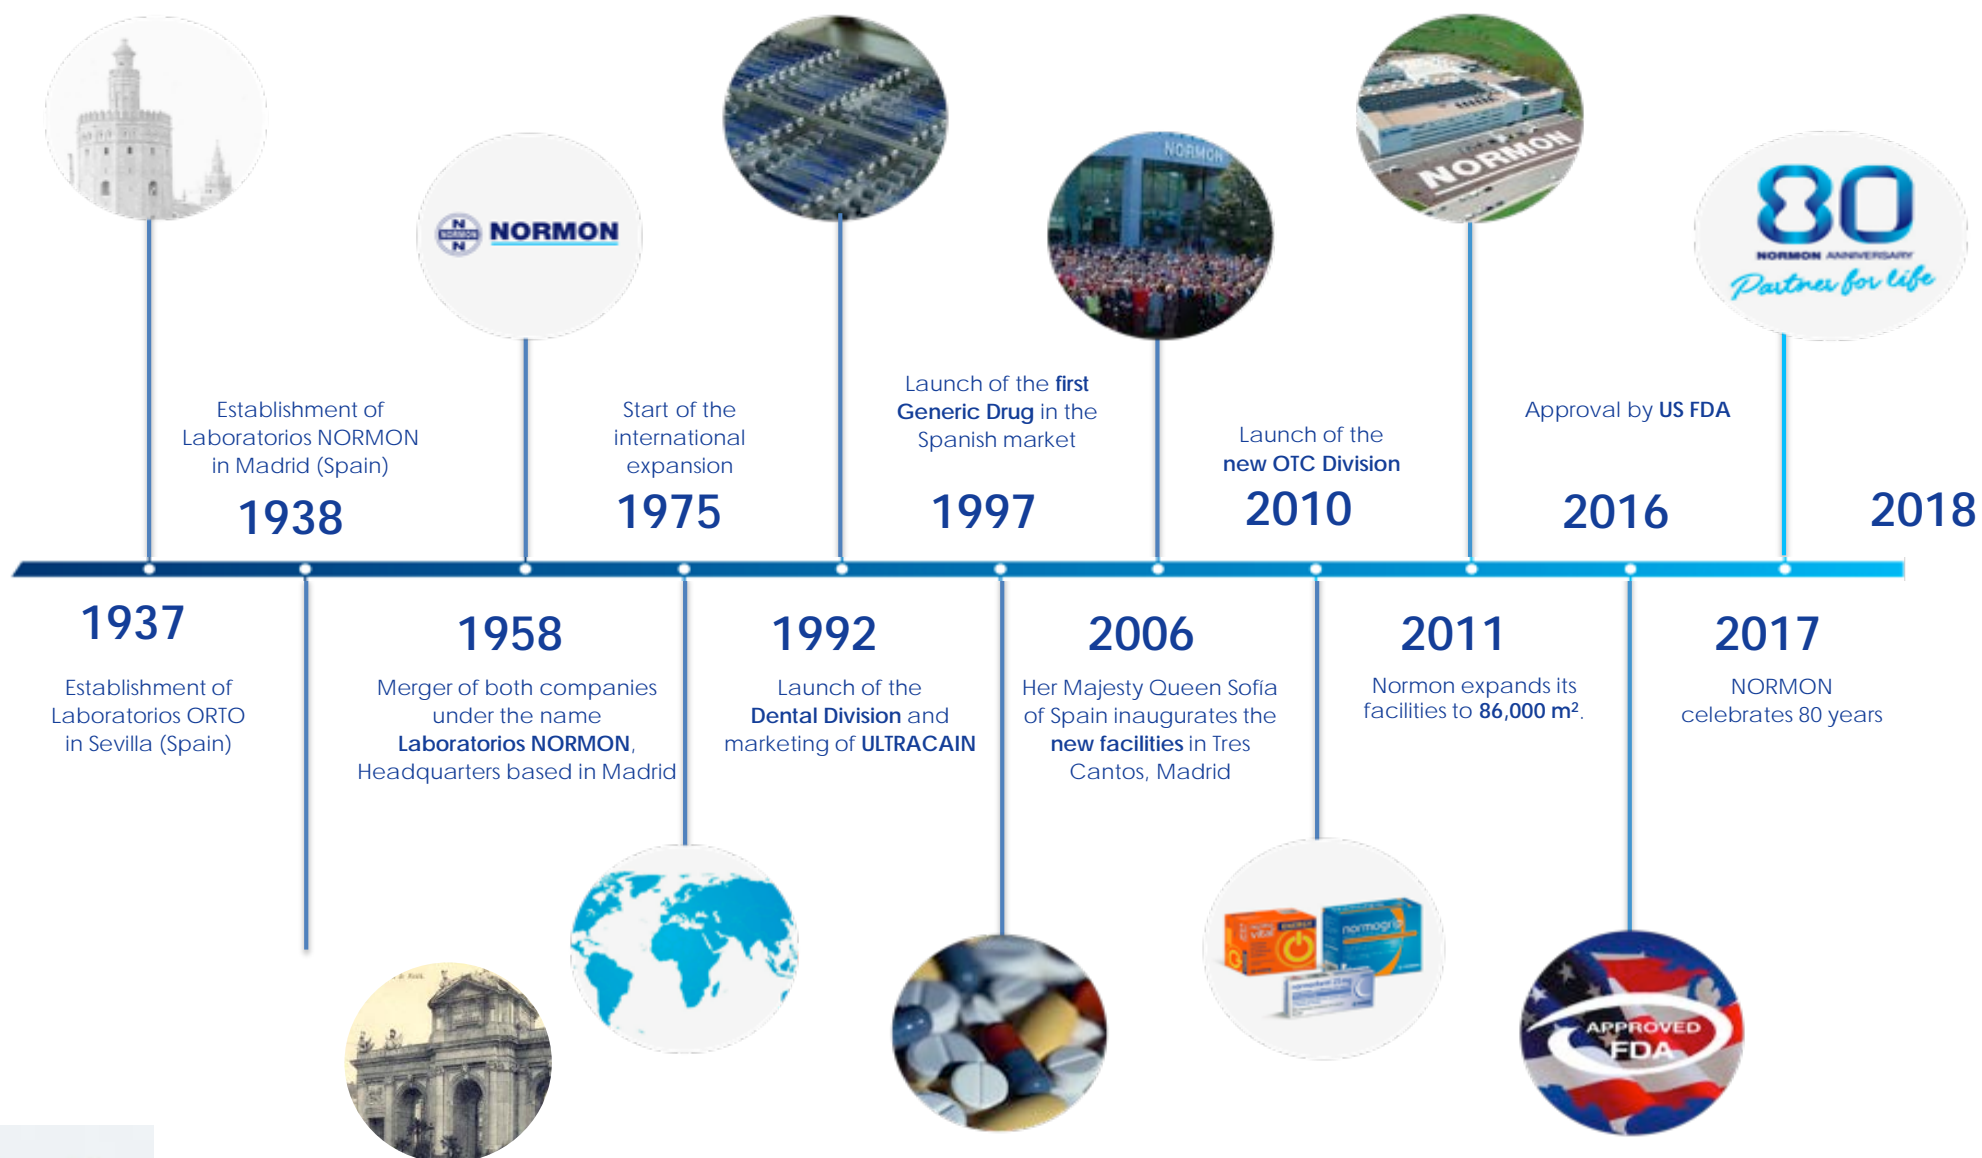 NORMON
NORMON
NORMON
N
NORMON
N
NORMON
80
NORMON ANNIVERSARY
Partner for life
Establishment of
Laboratorios NORMON
in Madrid (Spain)
1938
Start of the
international
expansion
1975
Launch of the first
Generic Drug in the
Spanish market
1997
Launch of the
new OTC Division
2010
Approval by US FDA
2016
2018
1937
Establishment of
Laboratorios ORTO
in Sevilla (Spain)
1958
Merger of both companies
under the name
Laboratorios NORMON,
Headquarters based in Madrid
1992
Launch of the
Dental Division and
marketing of ULTRACAIN
2006
Her Majesty Queen Sofía
of Spain inaugurates the
new facilities in Tres
Cantos, Madrid
2011
Normon expands its
facilities to 86,000 m².
2017
NORMON
celebrates 80 years
vital
ENERGY
normogrip
APPROVED
FDA